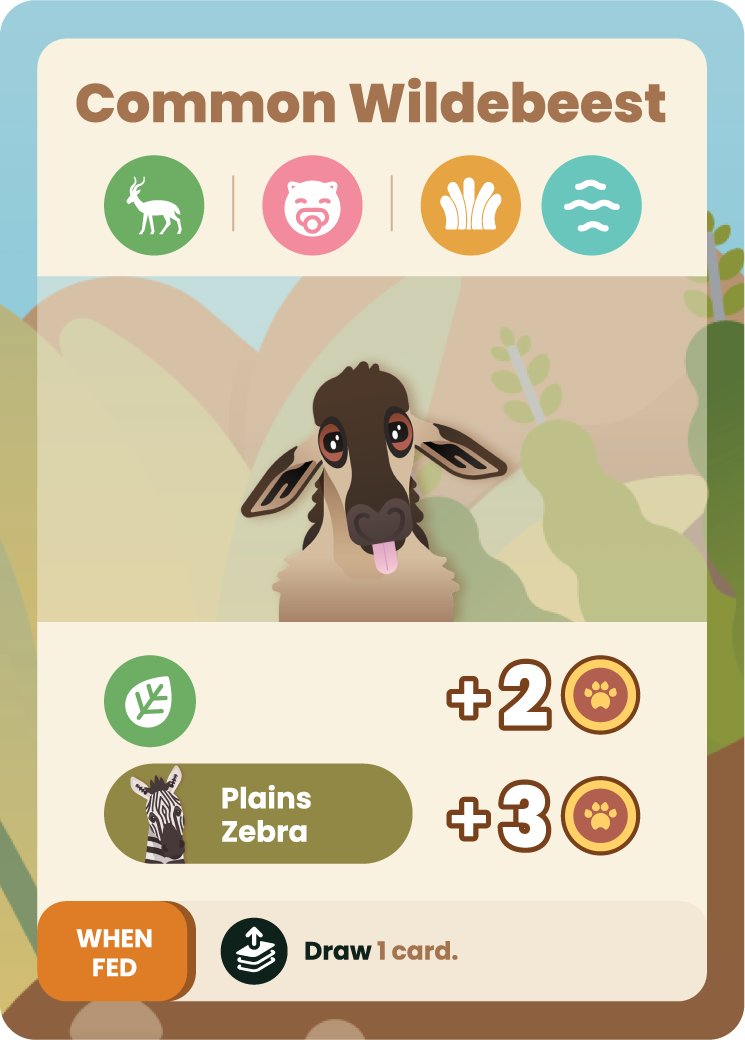 Common Wildebeest
+2
Plains
Zebra
+3
WHEN
FED
Draw 1 card.